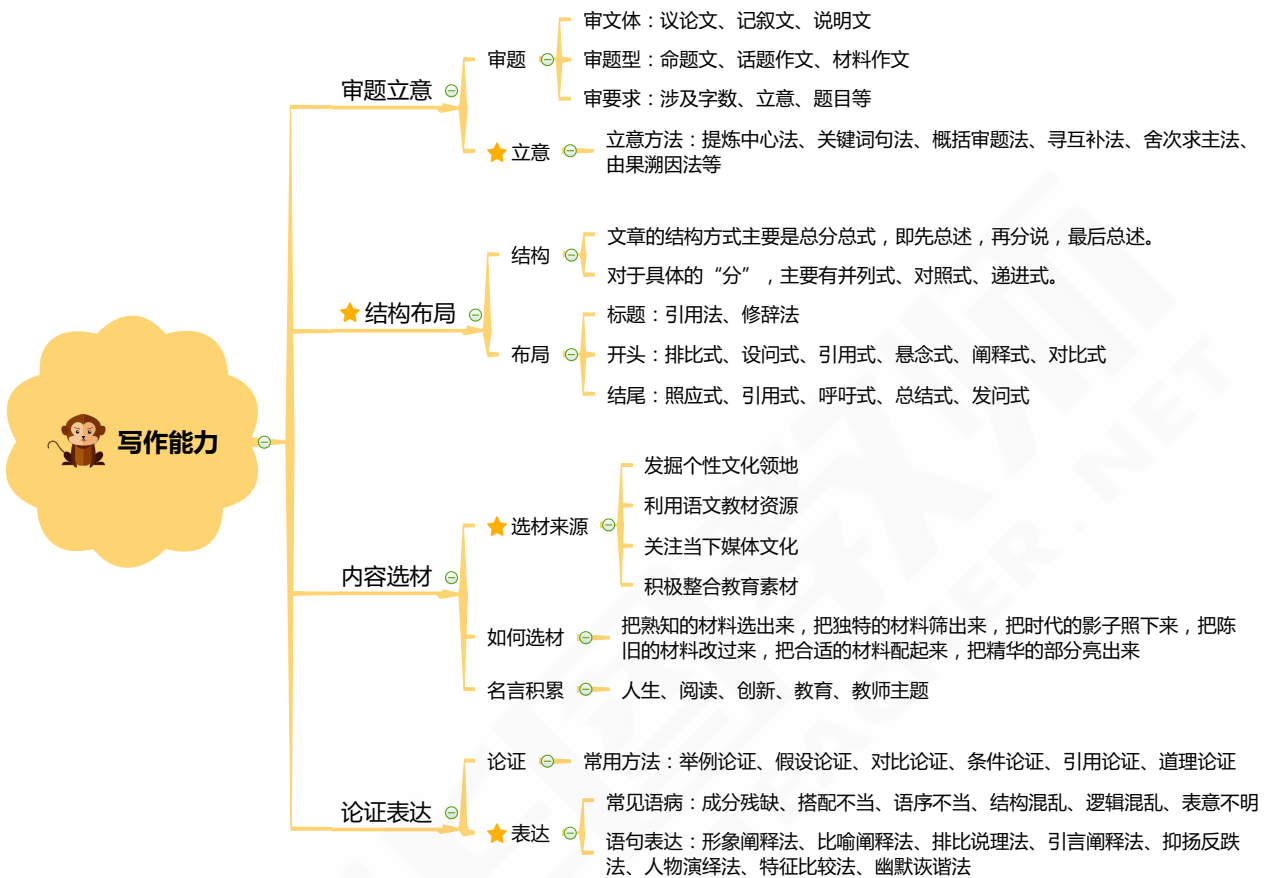 写作能力
审题立意
审题
审文体：议论文、记叙文、说明文
审题型：命题文、话题作文、材料作文
审要求：涉及字数、立意、题目等
立意
立意方法：提炼中心法、关键词句法、概括审题法、寻互补法、舍次求主法、
由果溯因法等
结构布局
结构
文章的结构方式主要是总分总式，即先总述，再分说，最后总述。
对于具体的“分”，主要有并列式、对照式、递进式。
布局
标题：引用法、修辞法
开头：排比式、设问式、引用式、悬念式、阐释式、对比式
结尾：照应式、引用式、呼吁式、总结式、发问式
内容选材
选材来源
发掘个性文化领地
利用语文教材资源
关注当下媒体文化
积极整合教育素材
如何选材
把熟知的材料选出来，把独特的材料筛出来，把时代的影子照下来，把陈
旧的材料改过来，把合适的材料配起来，把精华的部分亮出来
名言积累
人生、阅读、创新、教育、教师主题
论证表达
论证
常用方法：举例论证、假设论证、对比论证、条件论证、引用论证、道理论证
表达
常见语病：成分残缺、搭配不当、语序不当、结构混乱、逻辑混乱、表意不明
语句表达：形象阐释法、比喻阐释法、排比说理法、引言阐释法、抑扬反跌
法、人物演绎法、特征比较法、幽默诙谐法